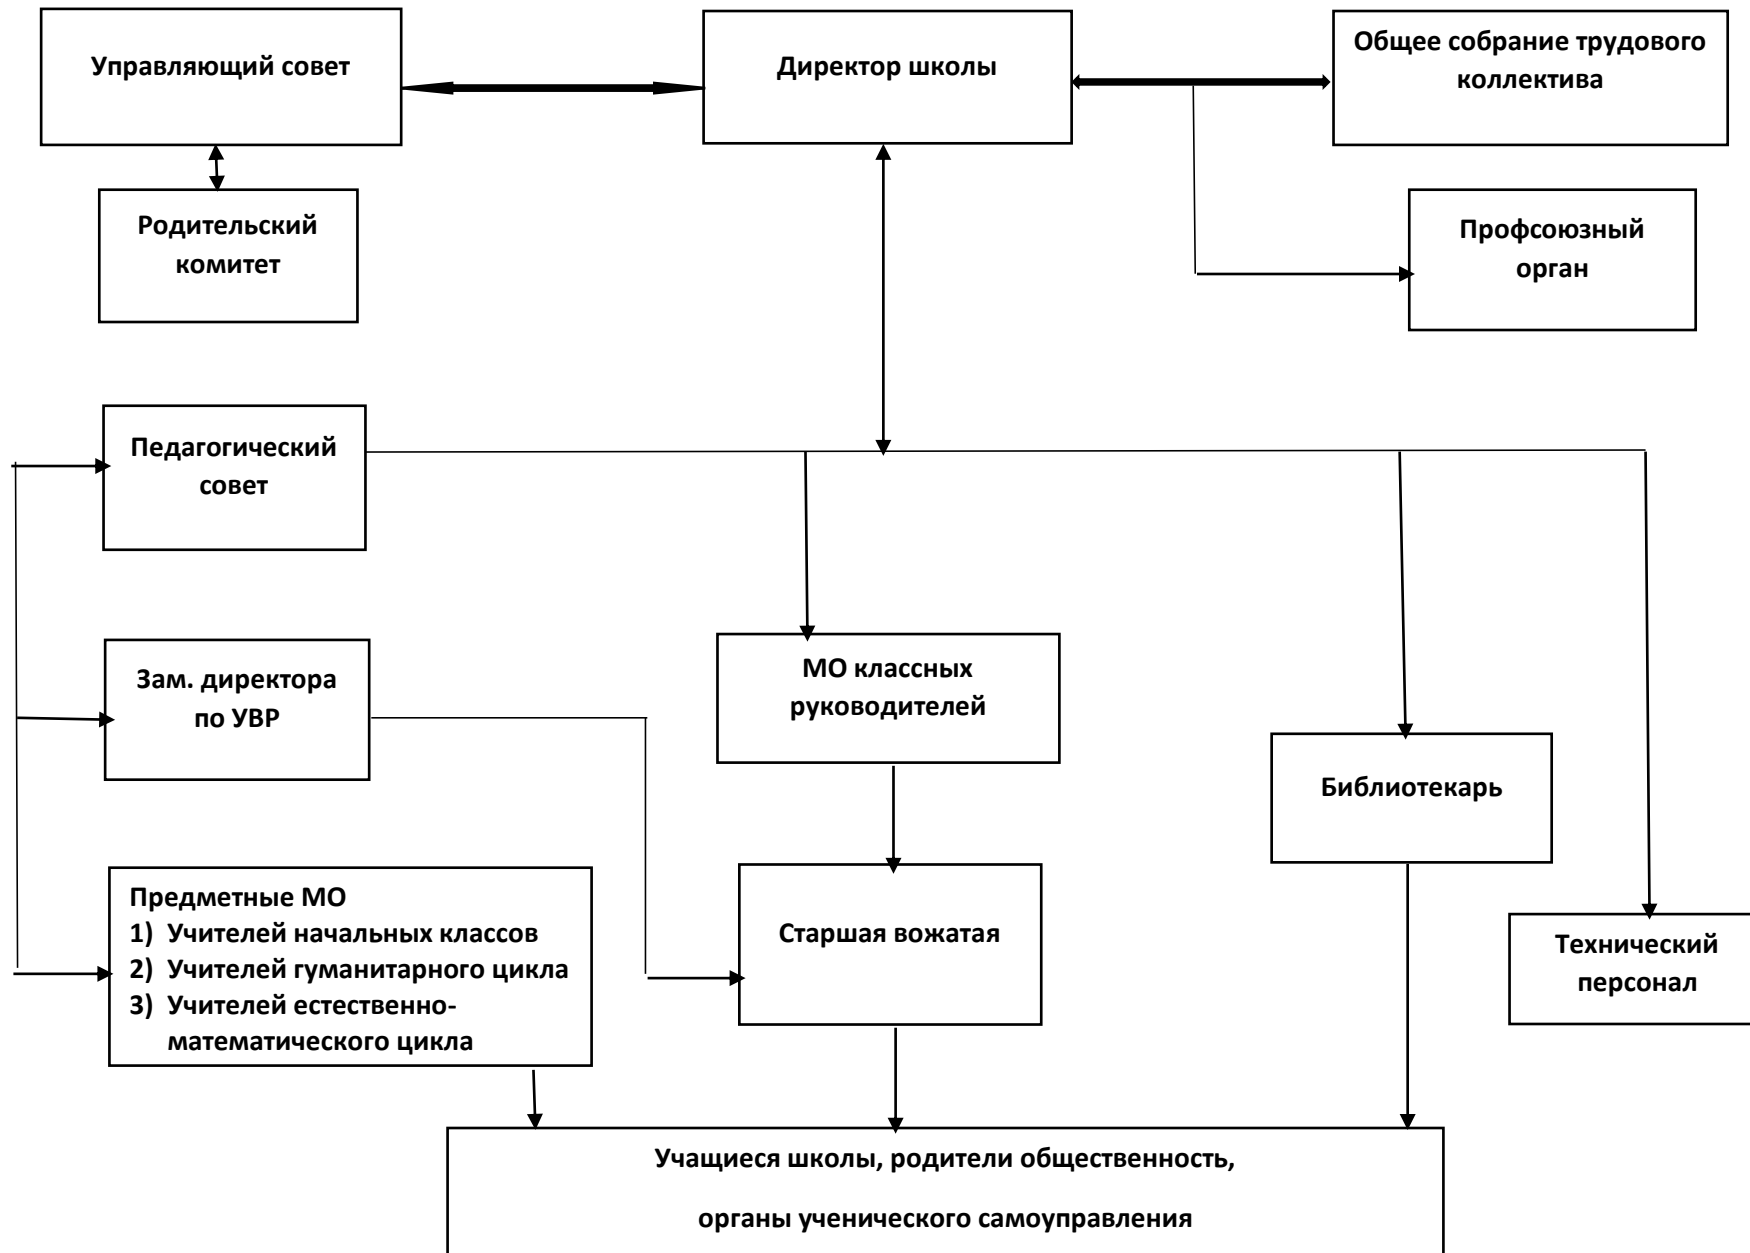 Управляющий совет
Директор школы
Общее собрание трудового
коллектива
Родительский
комитет
Профсоюзный
орган
Педагогический
совет
Зам. директора
по УВР
МО классных
руководителей
Библиотекарь
Предметные МО
1) Учителей начальных классов
2) Учителей гуманитарного цикла
3) Учителей естественно-
математического цикла
Старшая вожатая
Технический
персонал
Учащиеся школы, родители общественность,
органы ученического самоуправления